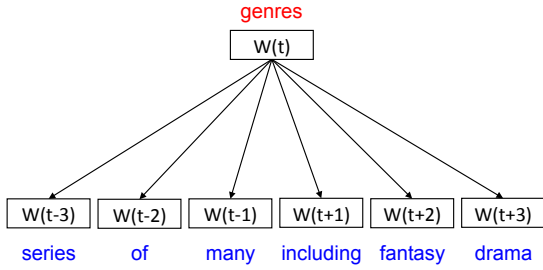 genres
W(t)
W(t-3) W(t-2) W(t-1) W(t+1) W(t+2) W(t+3)
series of many including fantasy drama